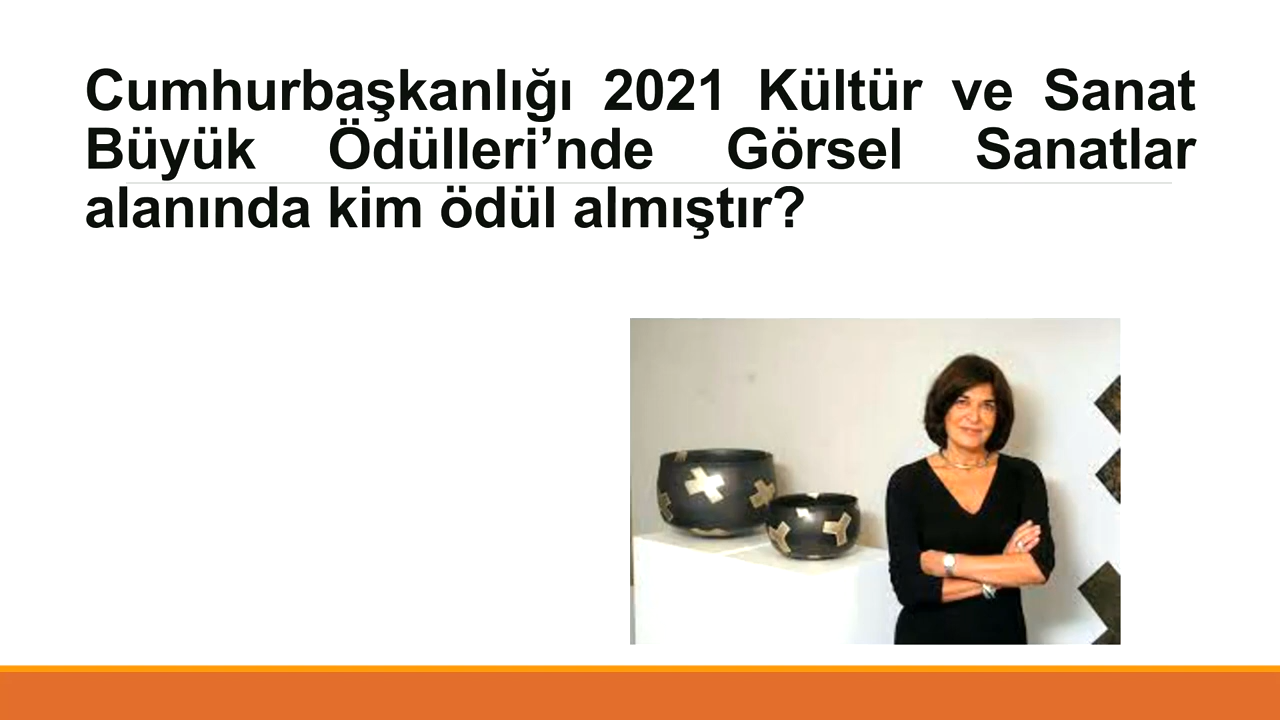 Cumhurbaşkanlığı 2021 Kültür ve Sanat
Büyük Ödülleri’nde Görsel Sanatlar
alanında kim ödül almıştır?